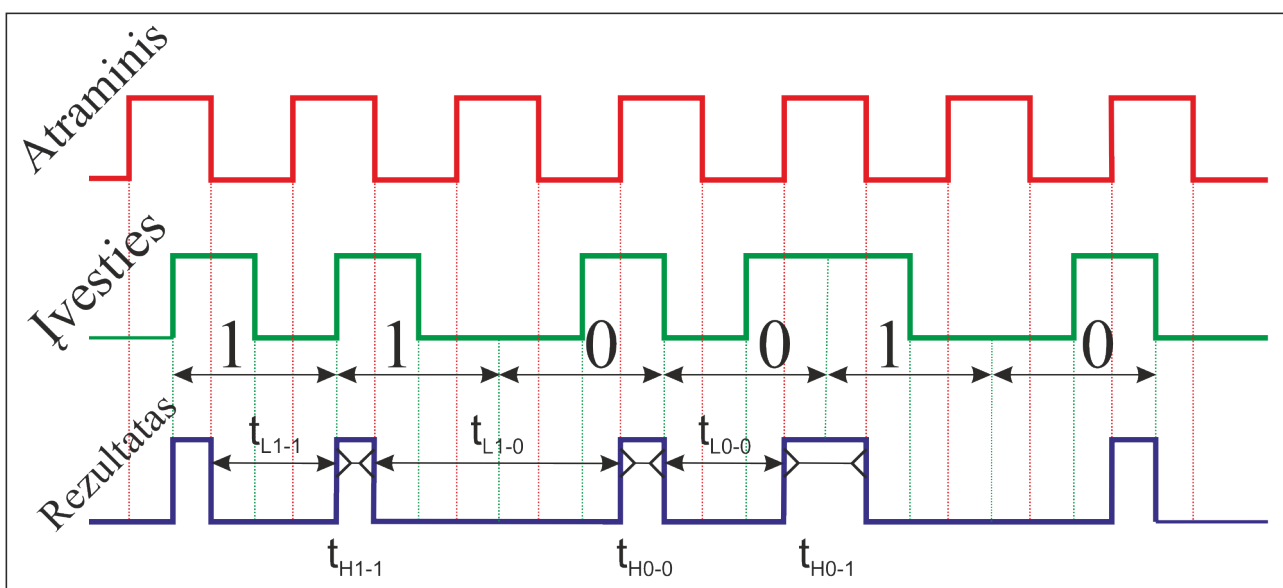 Atraminis
Įvesties
1 1 0 0 1 0
Rezultatas
tL1-1 tL1-0 tL0-0
tH1-1 tH0-0 tH0-1